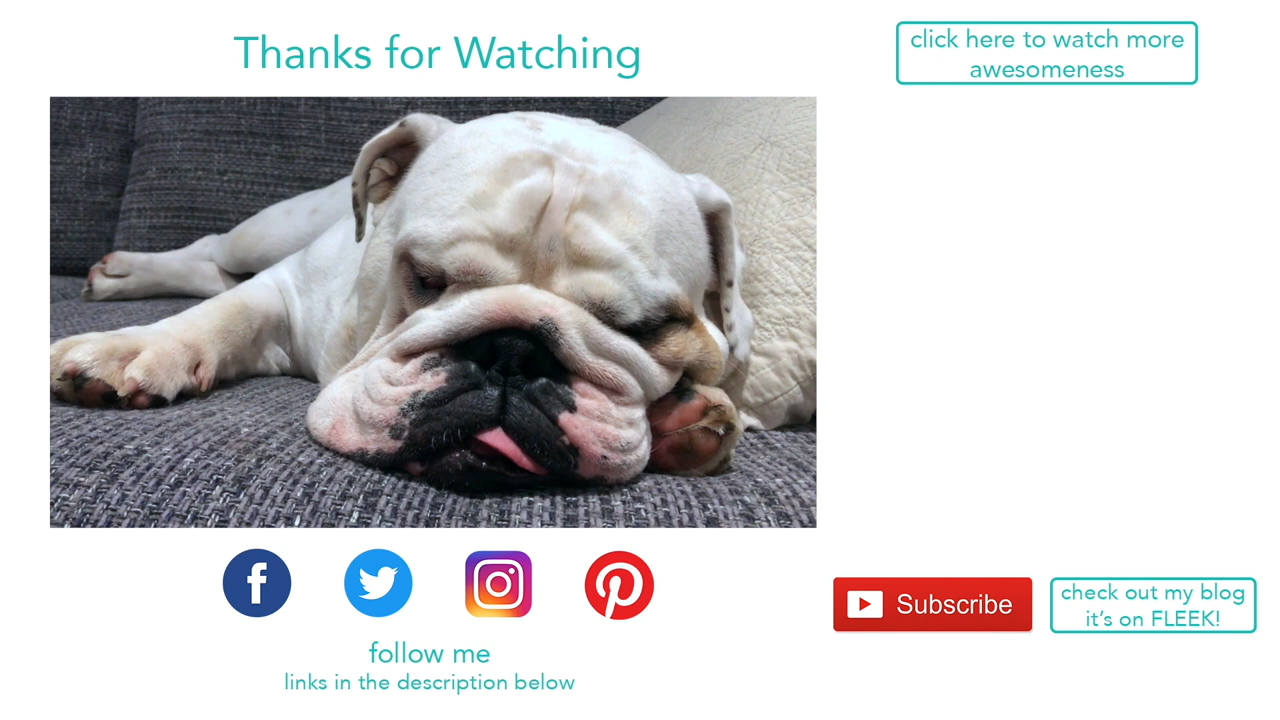 Thanks for Watching
click here to watch more
awesomeness
Subscribe
check out my blog
it's on FLEEK!
follow me
links in the description below